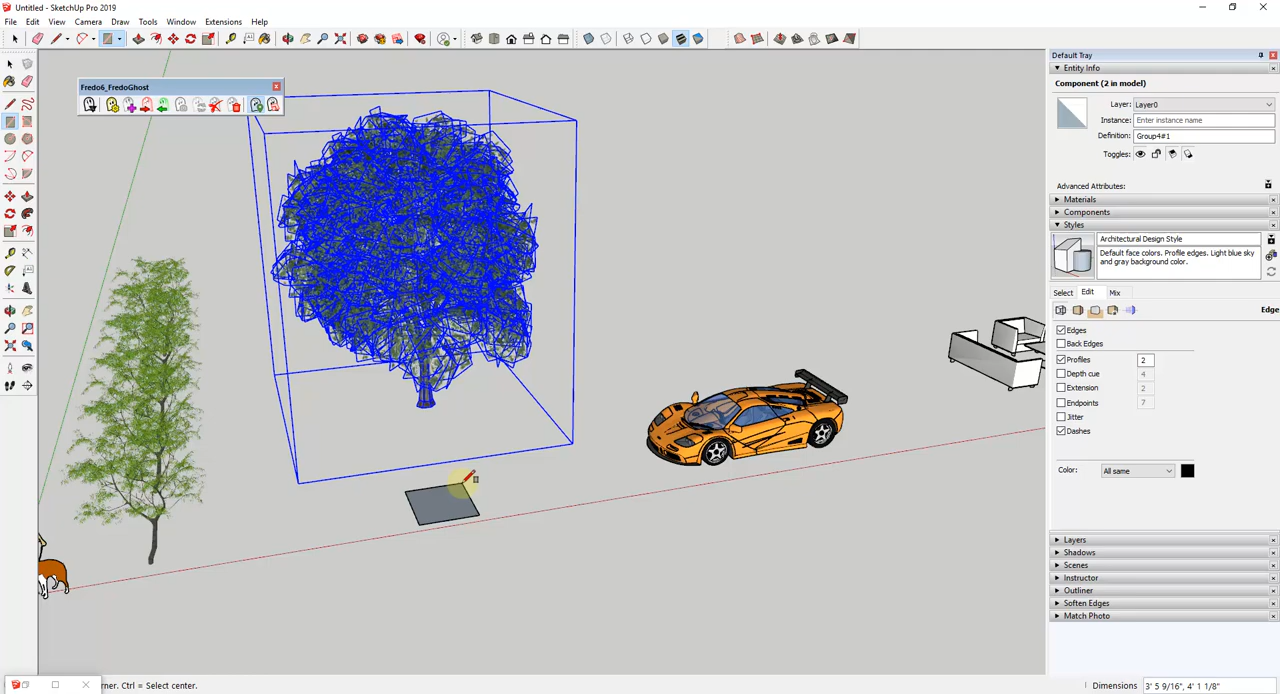 Untitled - SketchUp Pro 2019
File Edit View Camera Draw Tools Window Extensions Help
Default Tray
Fredo6_FredoGhost
Entity Info
Component (2 in model)
Layer: Layer0
Instance: Enter instance name
Definition: Group4#1
Toggles:
Advanced Attributes:
Materials
Components
Styles
Architectural Design Style
Default face colors. Profile edges. Light blue sky
and gray background color.
Select Edit Mix
Edge
Edges
Back Edges
Profiles 2
Depth cue 4
Extension 2
Endpoints 7
Jitter
Dashes
Color: All same
Layers
Shadows
Scenes
Instructor
Outliner
Soften Edges
Match Photo
orner. Ctrl = Select center.
Dimensions 3' 5 9/16", 4' 1 1/8"